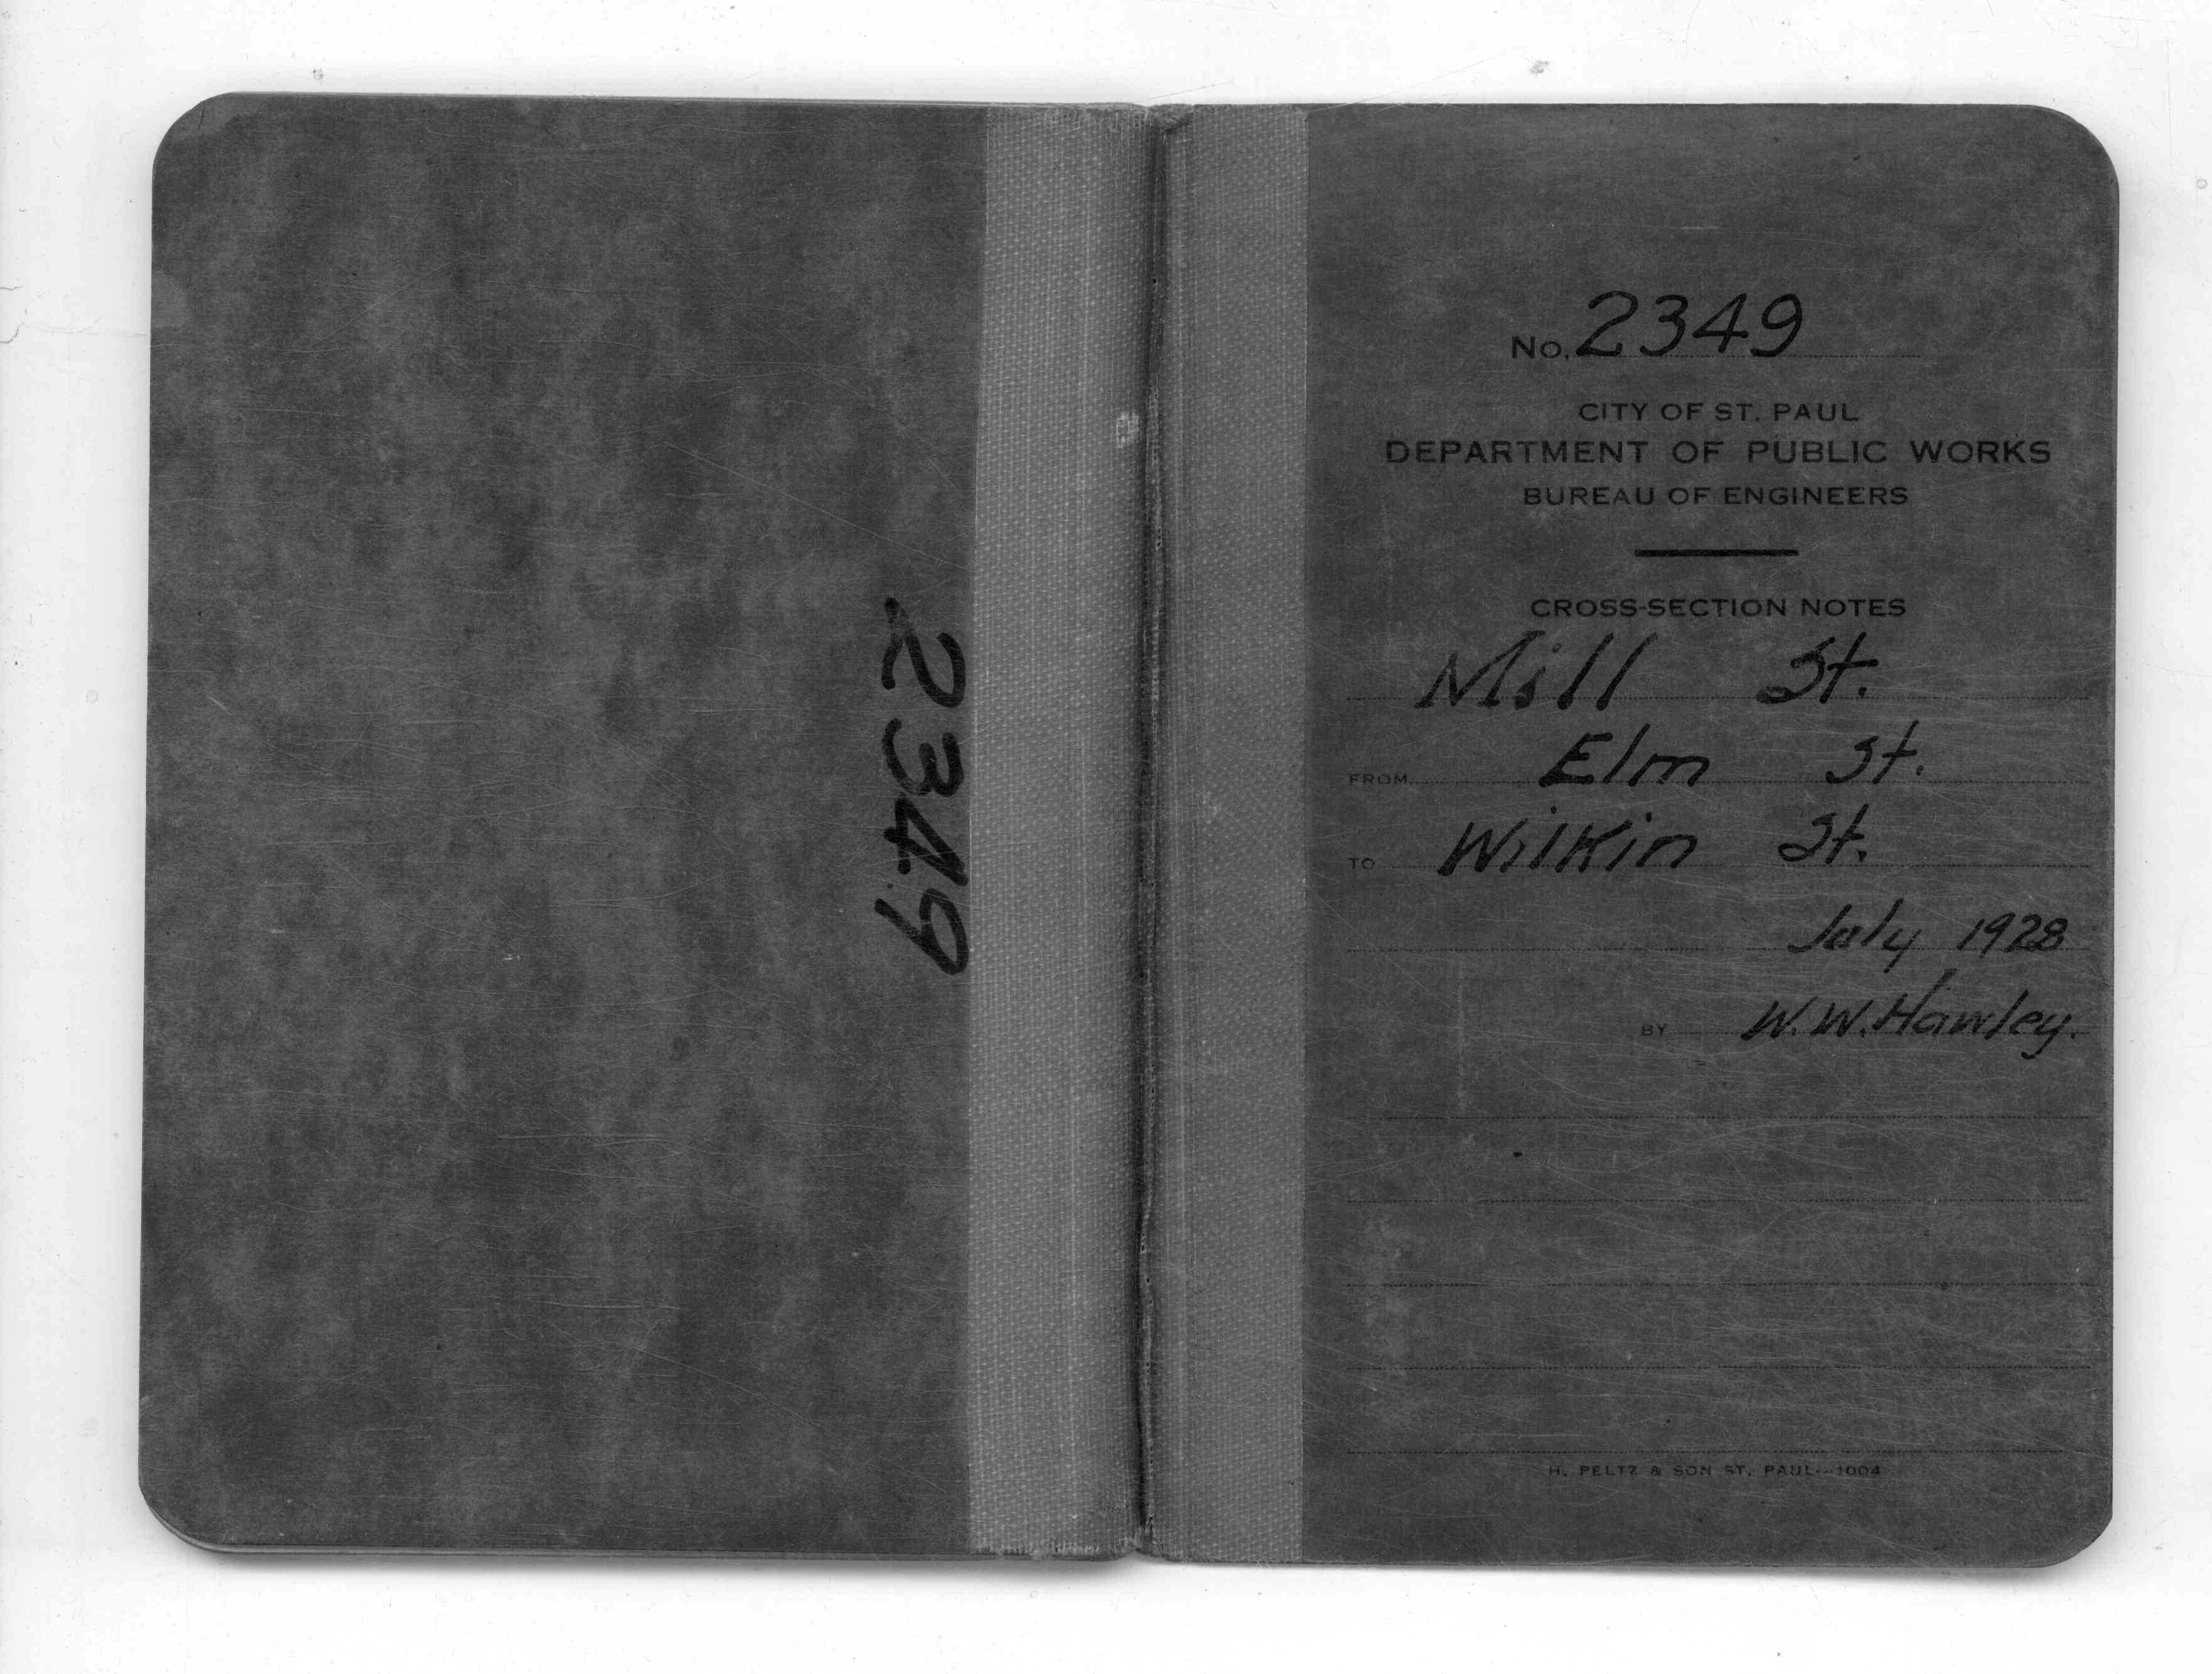 2349
No. 2349
CITY OF ST. PAUL
DEPARTMENT OF PUBLIC WORKS
BUREAU OF ENGINEERS
CROSS-SECTION NOTES
Mill St.
FROM Elm St.
TO Wilkin St.
July 1928
BY W. W. Hawley.
H. PELTZ & SON ST. PAUL--1004